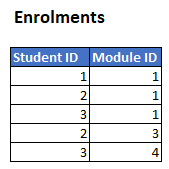 Enrolments
Student ID Module ID
1 1
2 1
3 1
2 3
3 4